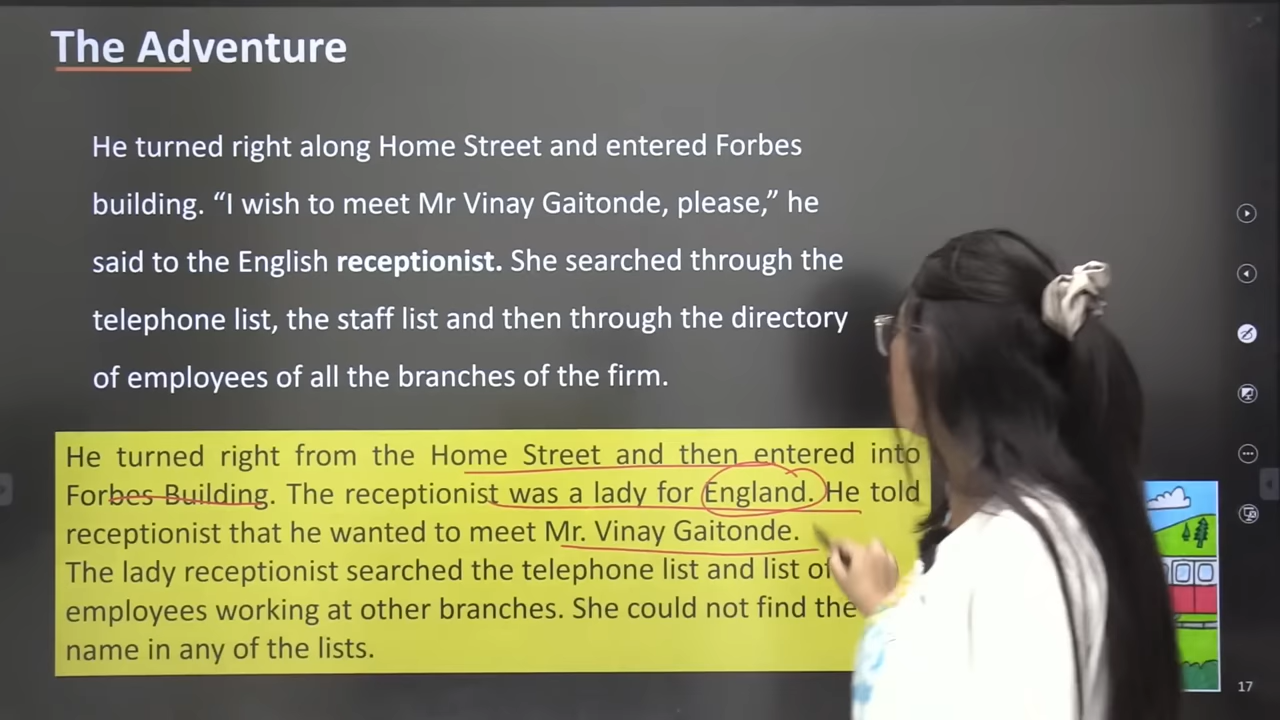 The Adventure
He turned right along Home Street and entered Forbes
building. “I wish to meet Mr Vinay Gaitonde, please,” he
said to the English receptionist. She searched through the
telephone list, the staff list and then through the directory
of employees of all the branches of the firm.
He turned right from the Home Street and then entered into
Forbes Building. The receptionist was a lady for England. He told
receptionist that he wanted to meet Mr. Vinay Gaitonde.
The lady receptionist searched the telephone list and list
employees working at other branches. She could not find the
name in any of the lists.
17